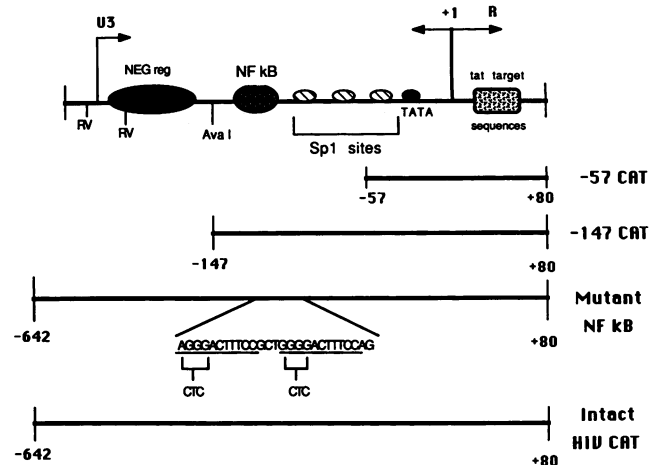 U3
+1
R
NEG reg
NF kB
tat target
RV
RV
Ava I
TATA
sequences
Sp1 sites
-57
+80
-57 CAT
-147
+80
-147 CAT
-642
+80
Mutant
NF kB
AGGGACTTTCCGCTGGGGACTTTCCAG
CTC
CTC
-642
+80
Intact
HIV CAT